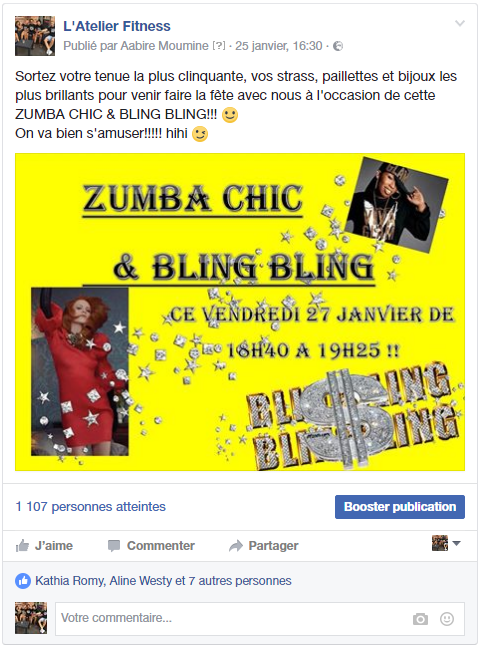 L'Atelier Fitness
Publié par Aabire Moumine [?] · 25 janvier, 16:30 ·
Sortez votre tenue la plus clinquante, vos strass, paillettes et bijoux les
plus brillants pour venir faire la fête avec nous à l'occasion de cette
ZUMBA CHIC & BLING BLING!!!
On va bien s'amuser!!!!! hihi
ZUMBA CHIC
& BLING BLING
CE VENDREDI 27 JANVIER DE
18H40 A 19H25 !!
1 107 personnes atteintes
Booster publication
J'aime
Commenter
Partager
Kathia Romy, Aline Westy et 7 autres personnes
Votre commentaire...